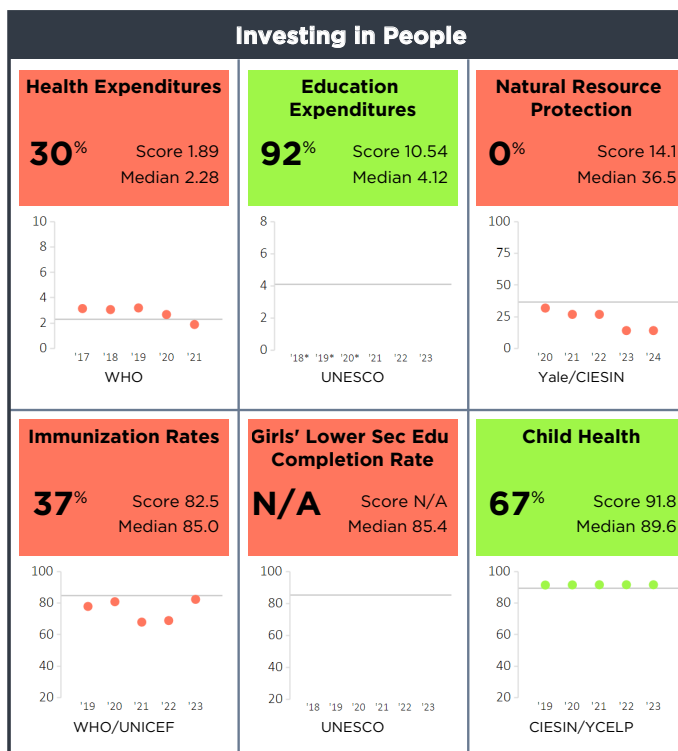 Investing in People
Health Expenditures
30%
Score 1.89
Median 2.28
10
8
6
4
2
0
'17 '18 '19 '20 '21
WHO
Education
Expenditures
92%
Score 10.54
Median 4.12
8
6
4
2
0
'18* '19* '20* '21 '22 '23
UNESCO
Natural Resource
Protection
0%
Score 14.1
Median 36.5
100
75
50
25
0
'20 '21 '22 '23 '24
Yale/CIESIN
Immunization Rates
37%
Score 82.5
Median 85.0
100
80
60
40
20
'19 '20 '21 '22 '23
WHO/UNICEF
Girls' Lower Sec Edu
Completion Rate
N/A
Score N/A
Median 85.4
100
80
60
40
20
'18 '19 '20 '21 '22 '23
UNESCO
Child Health
67%
Score 91.8
Median 89.6
100
80
60
40
20
'19 '20 '21 '22 '23
CIESIN/YCELP